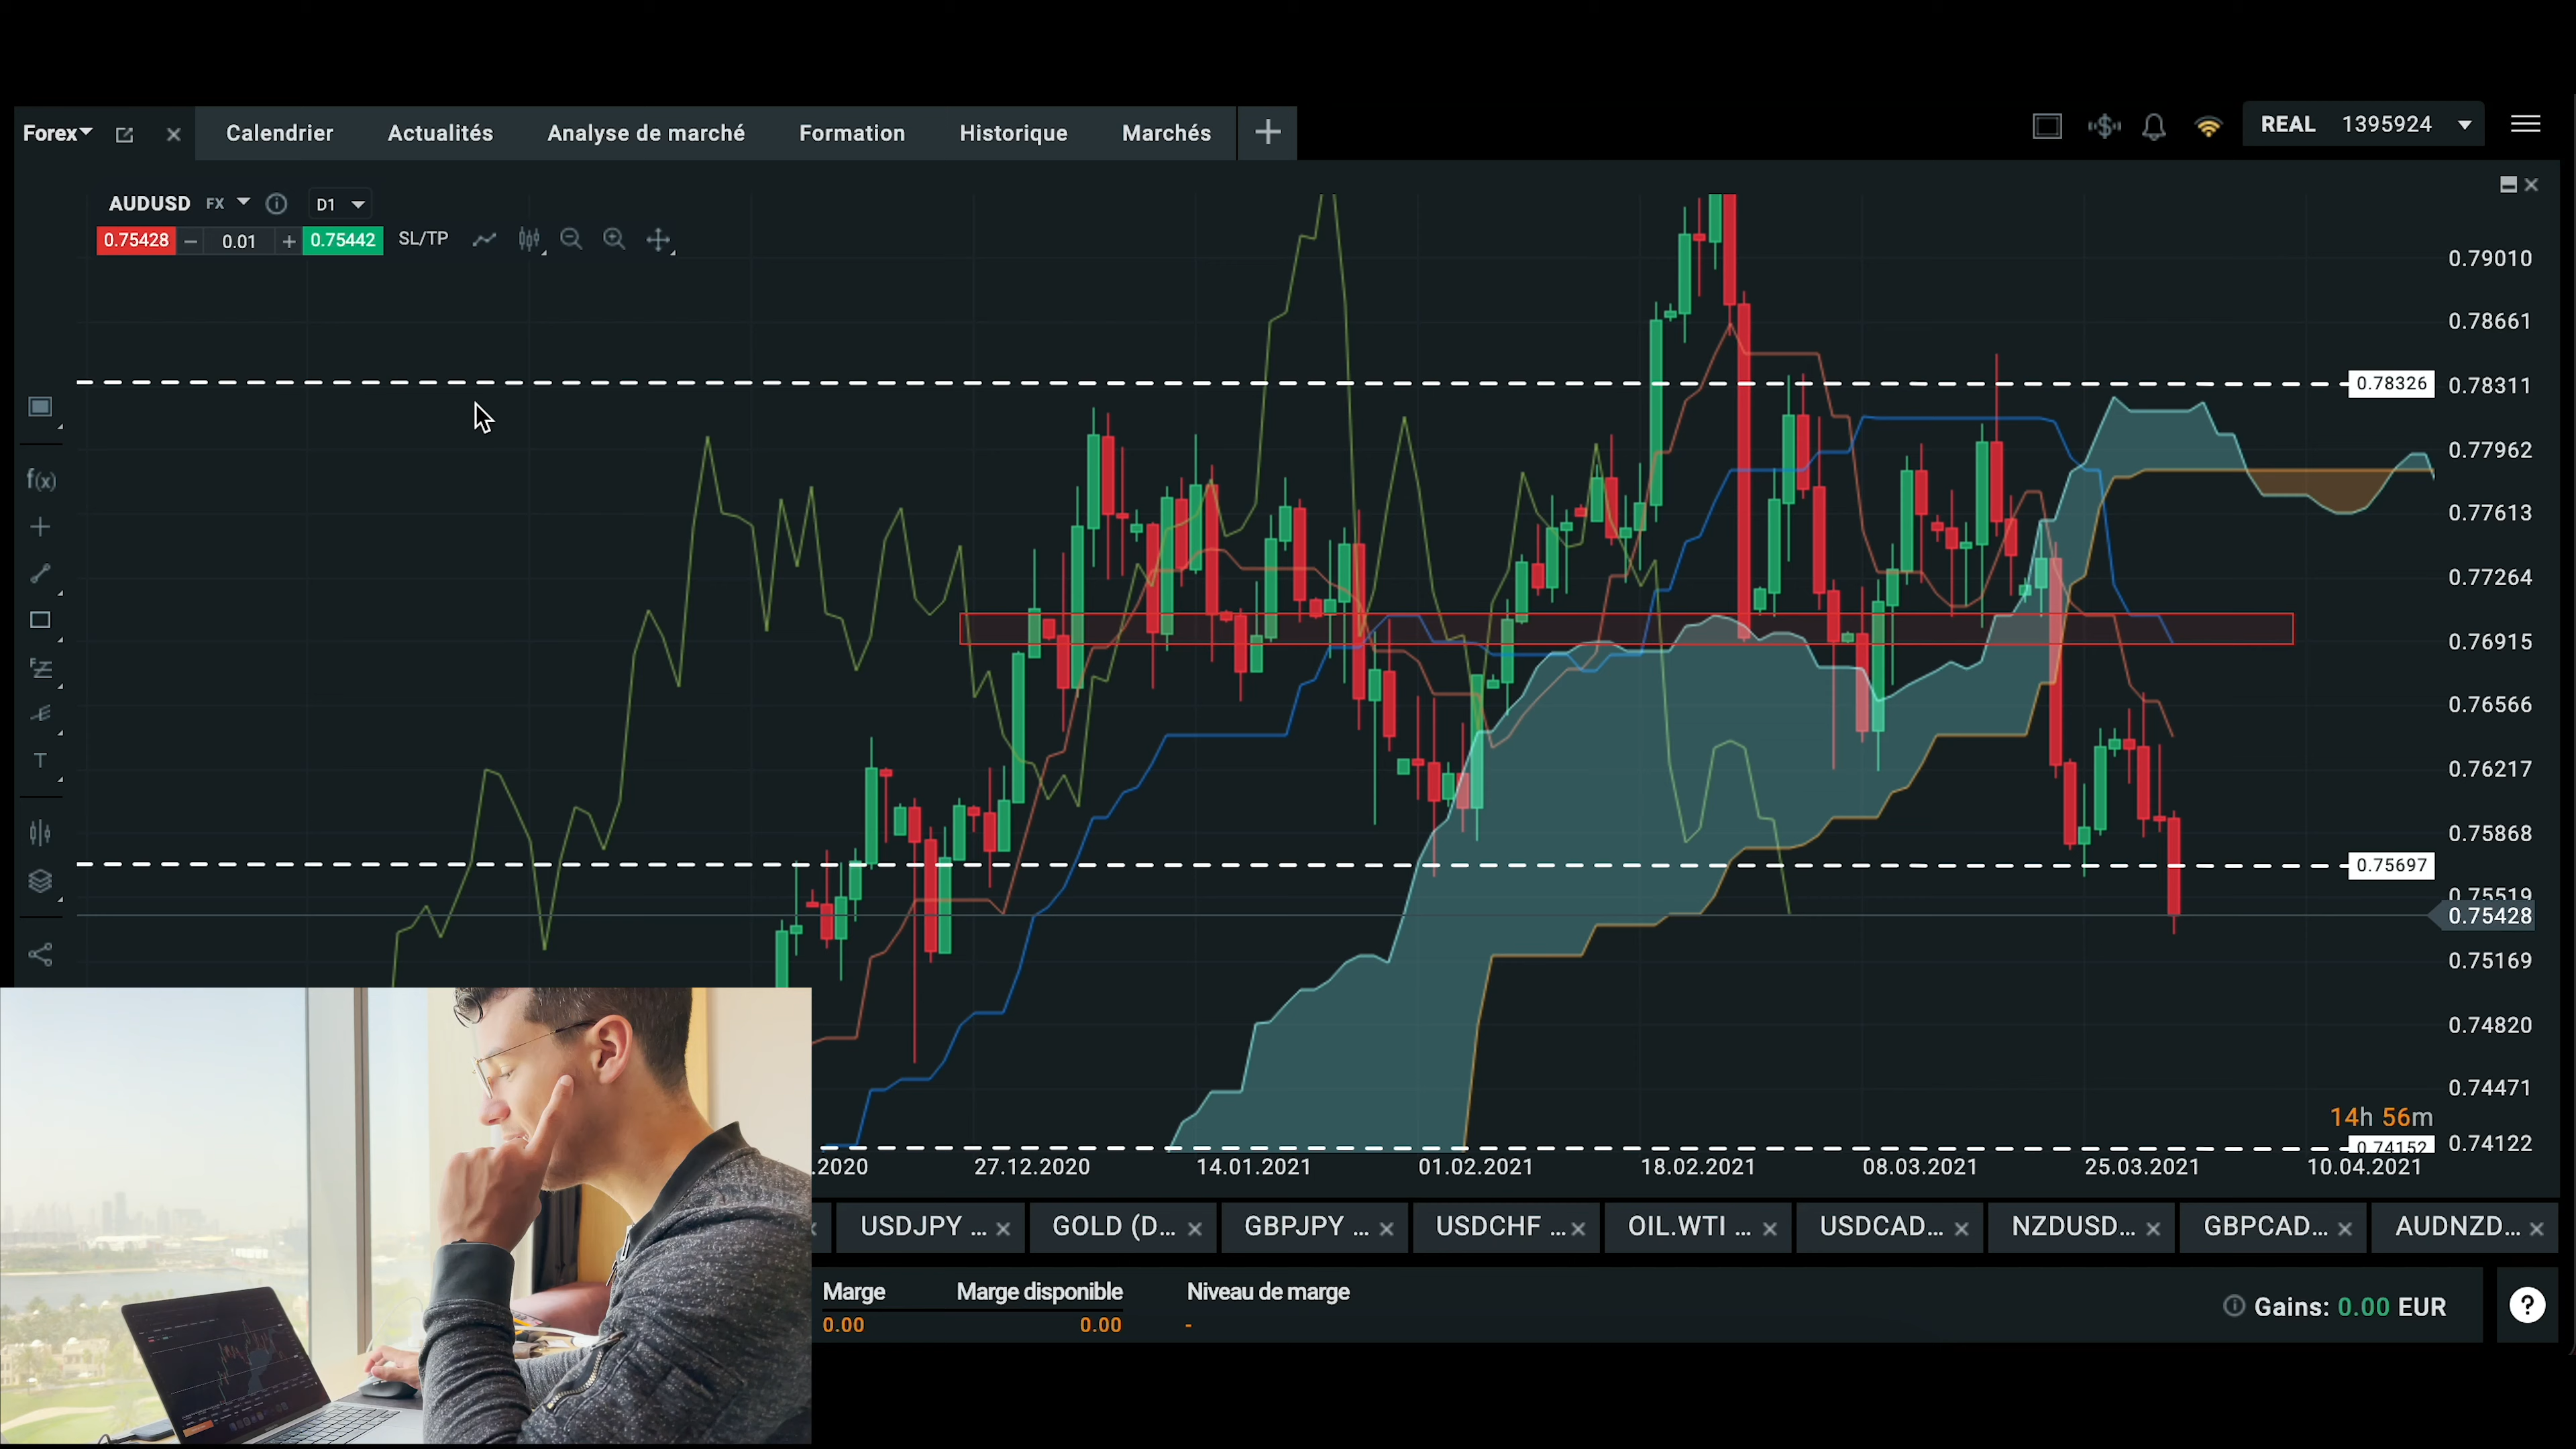 Forex Calendrier Actualités Analyse de marché Formation Historique Marchés + REAL 1395924
AUDUSD FX D1
0.75428 − 0.01 + 0.75442 SL/TP
0.79010
0.78661
0.78326 0.78311
0.77962
f(x)
0.77613
0.77264
0.76915
0.76566
T
0.76217
0.75868
0.75697
0.75519
0.75428
0.75169
0.74820
0.74471
14h 56m
0.74152 0.74122
.2020 27.12.2020 14.01.2021 01.02.2021 18.02.2021 08.03.2021 25.03.2021 10.04.2021
USDJPY ... GOLD (D... GBPJPY ... USDCHF ... OIL.WTI ... USDCAD... NZDUSD... GBPCAD... AUDNZD...
Marge Marge disponible Niveau de marge
0.00 0.00 -
Gains: 0.00 EUR ?